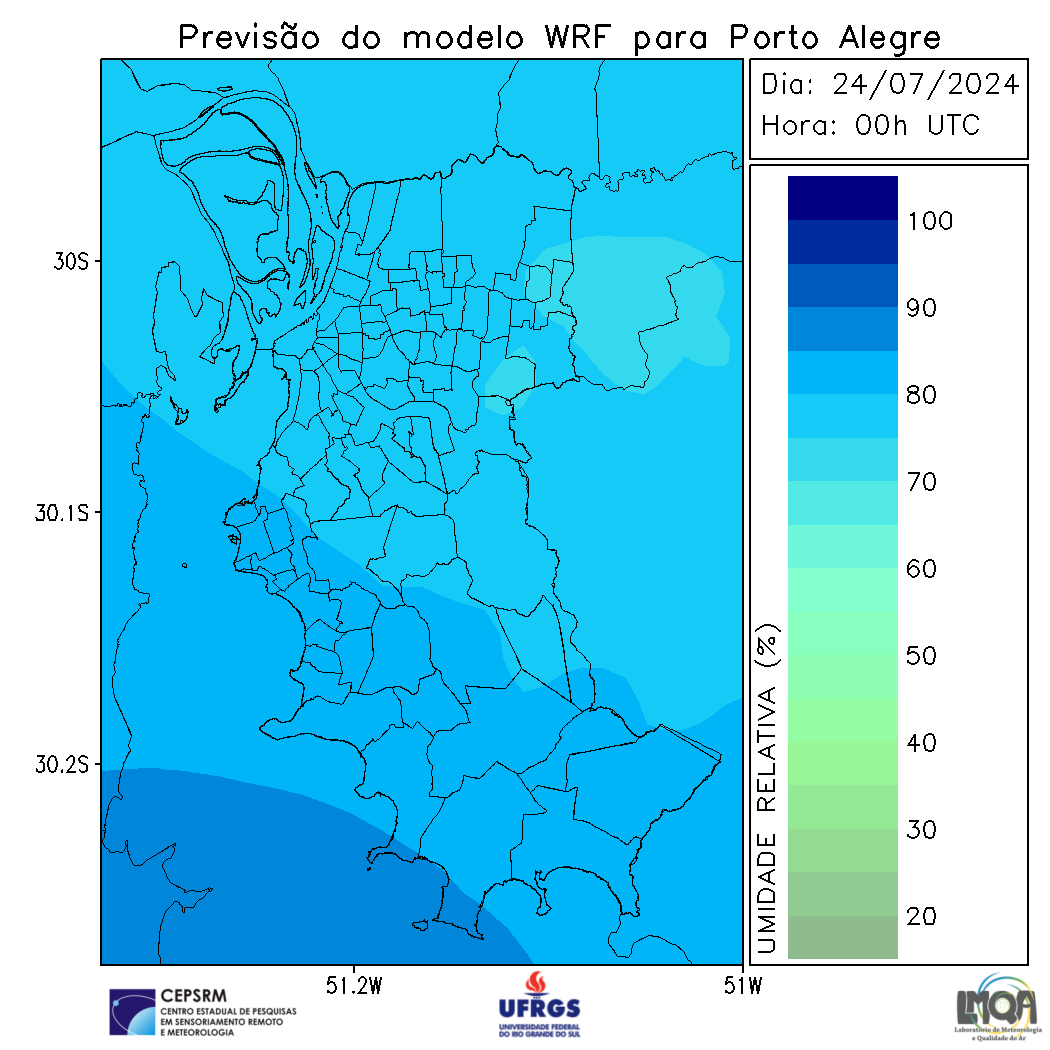 Previsão do modelo WRF para Porto Alegre
Dia: 24/07/2024
Hora: 00h UTC
30S
30.1S
30.2S
51.2W
51W
100
90
80
70
60
50
40
30
20
UMIDADE RELATIVA (%)
CEPSRM
CENTRO ESTADUAL DE PESQUISAS
EM SENSORIAMENTO REMOTO
E METEOROLOGIA
UFRGS
UNIVERSIDADE FEDERAL
DO RIO GRANDE DO SUL
LMQA
Laboratório de Meteorologia
e Qualidade do Ar